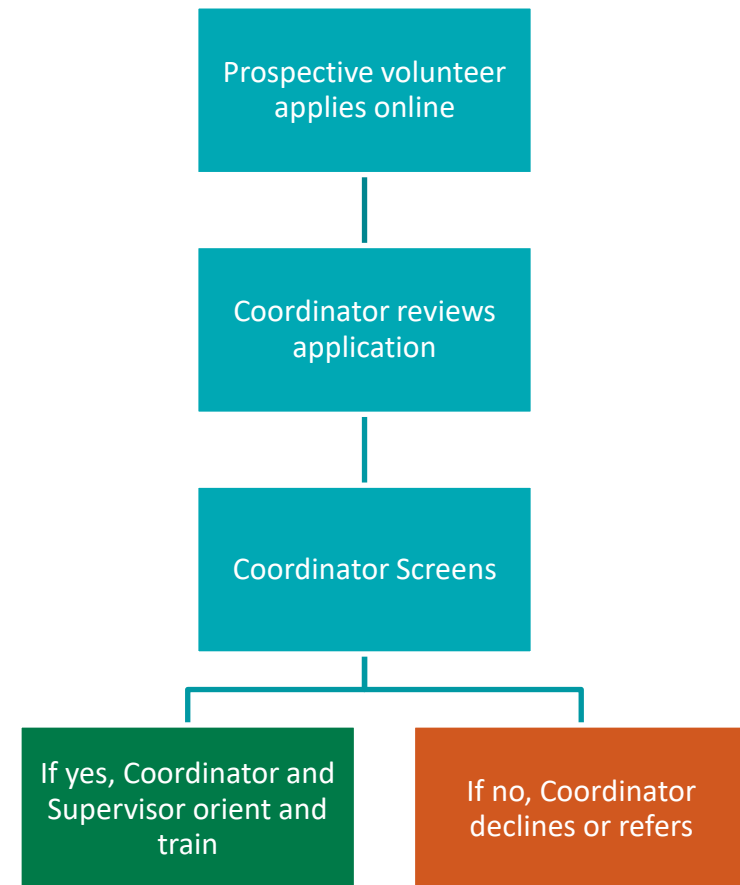 Prospective volunteer
applies online
Coordinator reviews
application
Coordinator Screens
If yes, Coordinator and
Supervisor orient and
train
If no, Coordinator
declines or refers